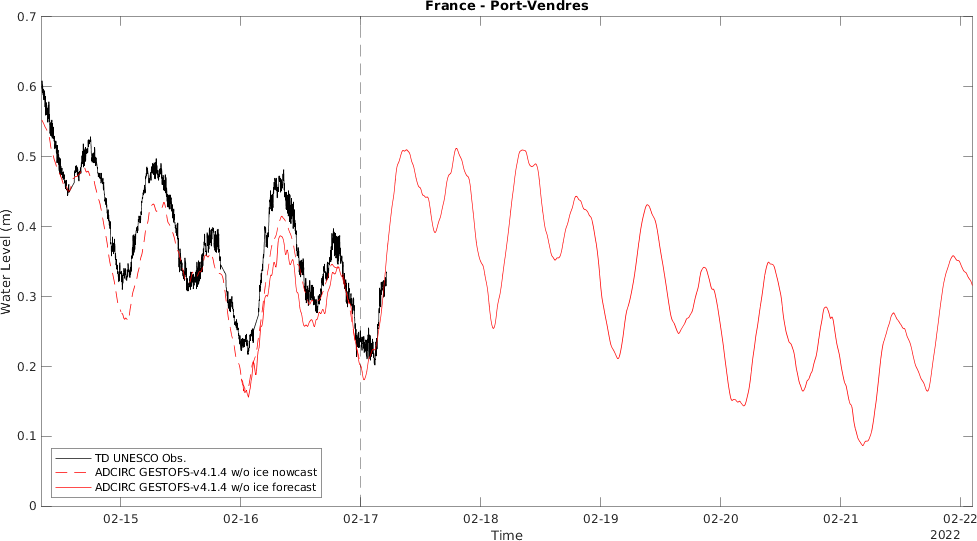 France - Port-Vendres
0.7
0.6
0.5
0.4
0.3
0.2
0.1
0
Water Level (m)
TD UNESCO Obs.
ADCIRC GESTOFS-v4.1.4 w/o ice nowcast
ADCIRC GESTOFS-v4.1.4 w/o ice forecast
02-15 02-16 02-17 02-18 02-19 02-20 02-21 02-22
Time
2022